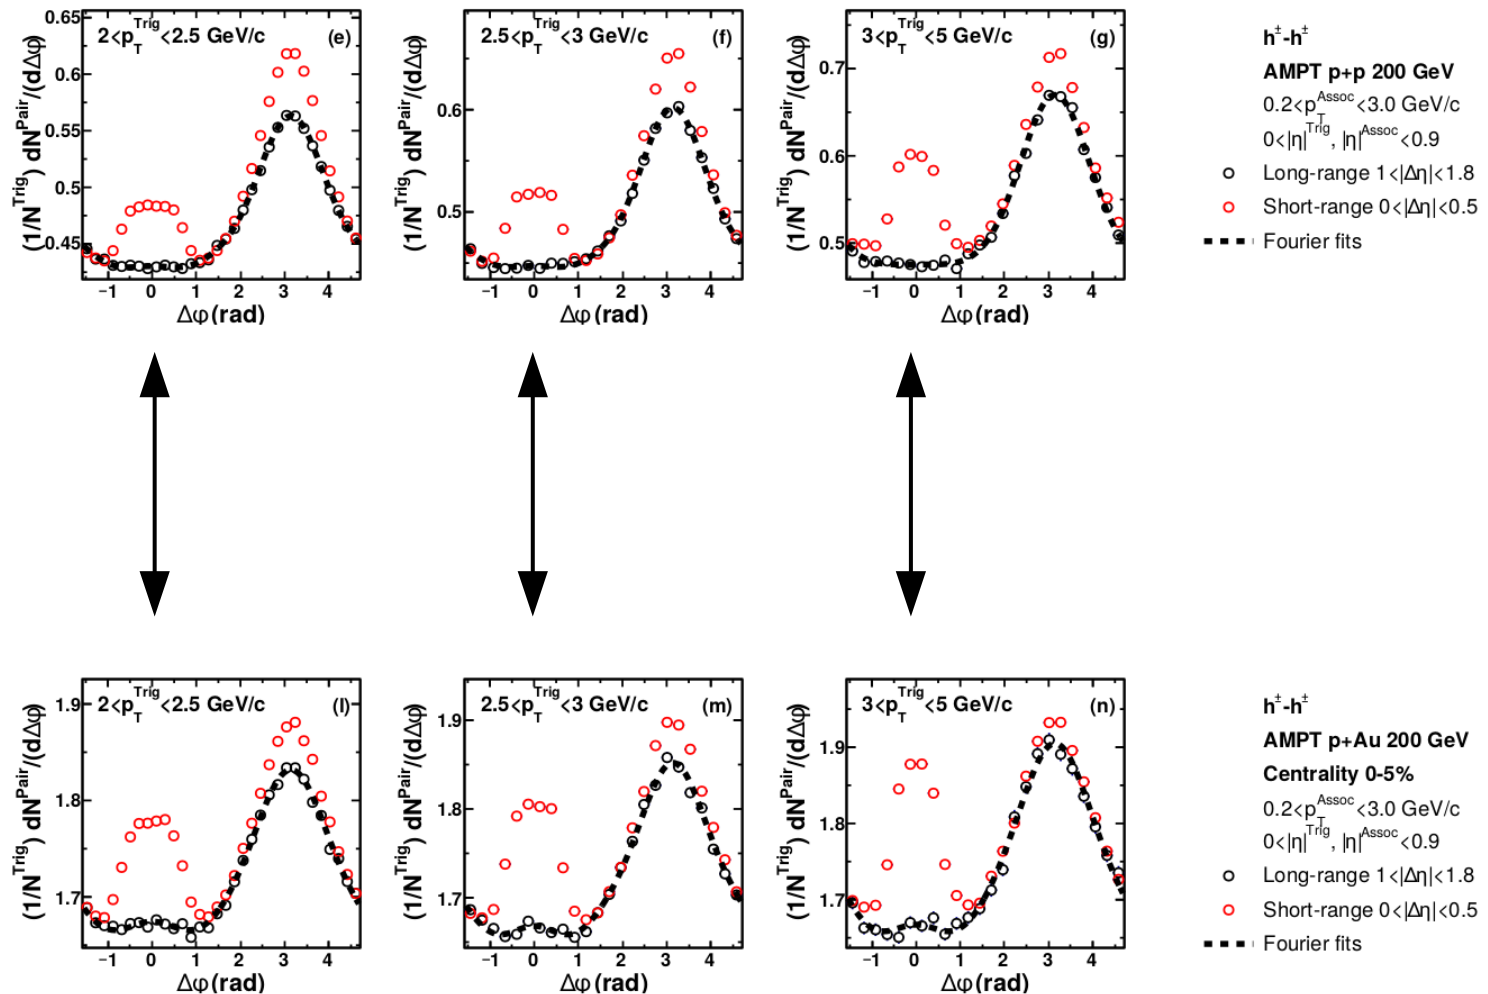 2<p_T^Trig<2.5 GeV/c (e)
0.65
0.6
0.55
0.5
0.45
(1/N^Trig) dN^Pair/(dΔφ)
−1 0 1 2 3 4
Δφ (rad)
2.5<p_T^Trig<3 GeV/c (f)
0.6
0.5
(1/N^Trig) dN^Pair/(dΔφ)
−1 0 1 2 3 4
Δφ (rad)
3<p_T^Trig<5 GeV/c (g)
0.7
0.6
0.5
(1/N^Trig) dN^Pair/(dΔφ)
−1 0 1 2 3 4
Δφ (rad)
h^±-h^±
AMPT p+p 200 GeV
0.2<p_T^Assoc<3.0 GeV/c
0<|η|^Trig, |η|^Assoc<0.9
Long-range 1<|Δη|<1.8
Short-range 0<|Δη|<0.5
Fourier fits
2<p_T^Trig<2.5 GeV/c (l)
1.9
1.8
1.7
(1/N^Trig) dN^Pair/(dΔφ)
−1 0 1 2 3 4
Δφ (rad)
2.5<p_T^Trig<3 GeV/c (m)
1.9
1.8
1.7
(1/N^Trig) dN^Pair/(dΔφ)
−1 0 1 2 3 4
Δφ (rad)
3<p_T^Trig<5 GeV/c (n)
1.9
1.8
1.7
(1/N^Trig) dN^Pair/(dΔφ)
−1 0 1 2 3 4
Δφ (rad)
h^±-h^±
AMPT p+Au 200 GeV
Centrality 0-5%
0.2<p_T^Assoc<3.0 GeV/c
0<|η|^Trig, |η|^Assoc<0.9
Long-range 1<|Δη|<1.8
Short-range 0<|Δη|<0.5
Fourier fits